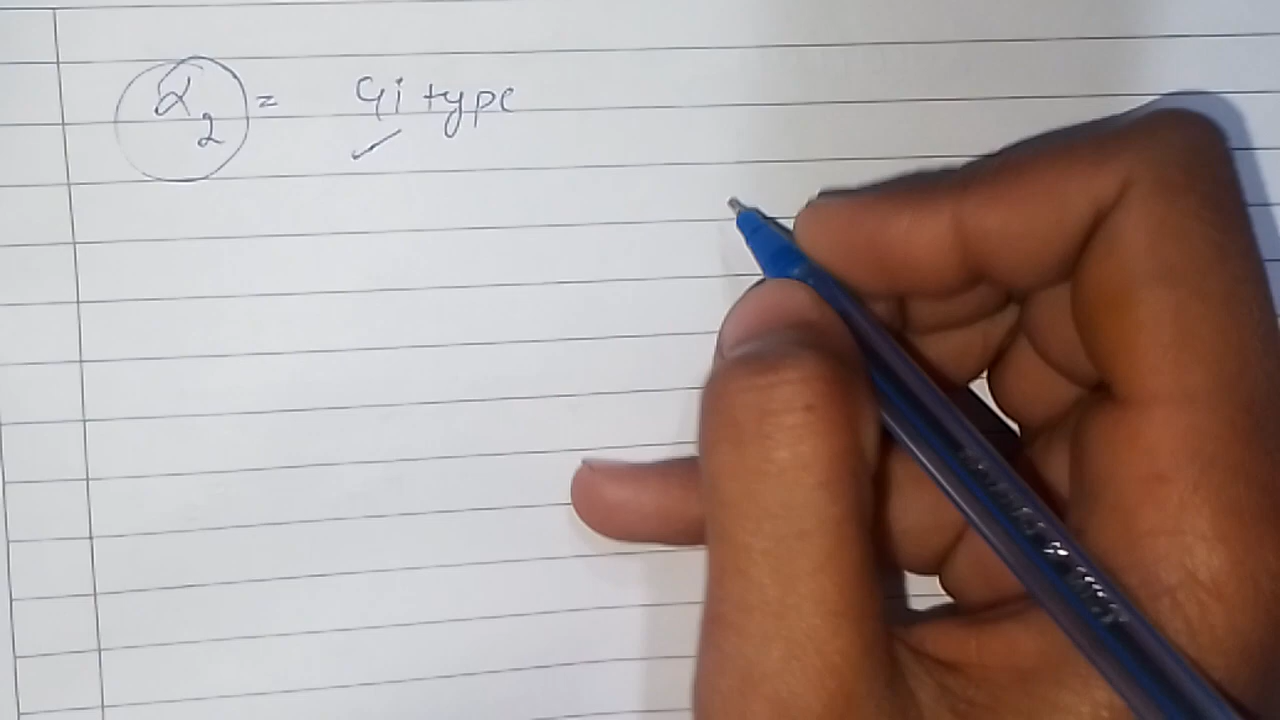 α2 = Gi type